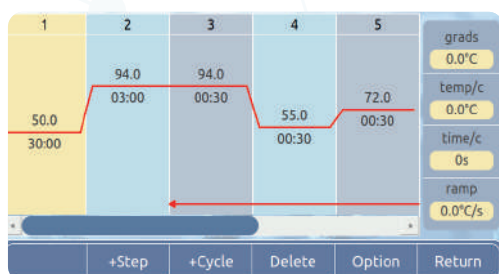 1 2 3 4 5
50.0
30:00
94.0
03:00
94.0
00:30
55.0
00:30
72.0
00:30
grads
0.0°C
temp/c
0.0°C
time/c
0s
ramp
0.0°C/s
+Step +Cycle Delete Option Return